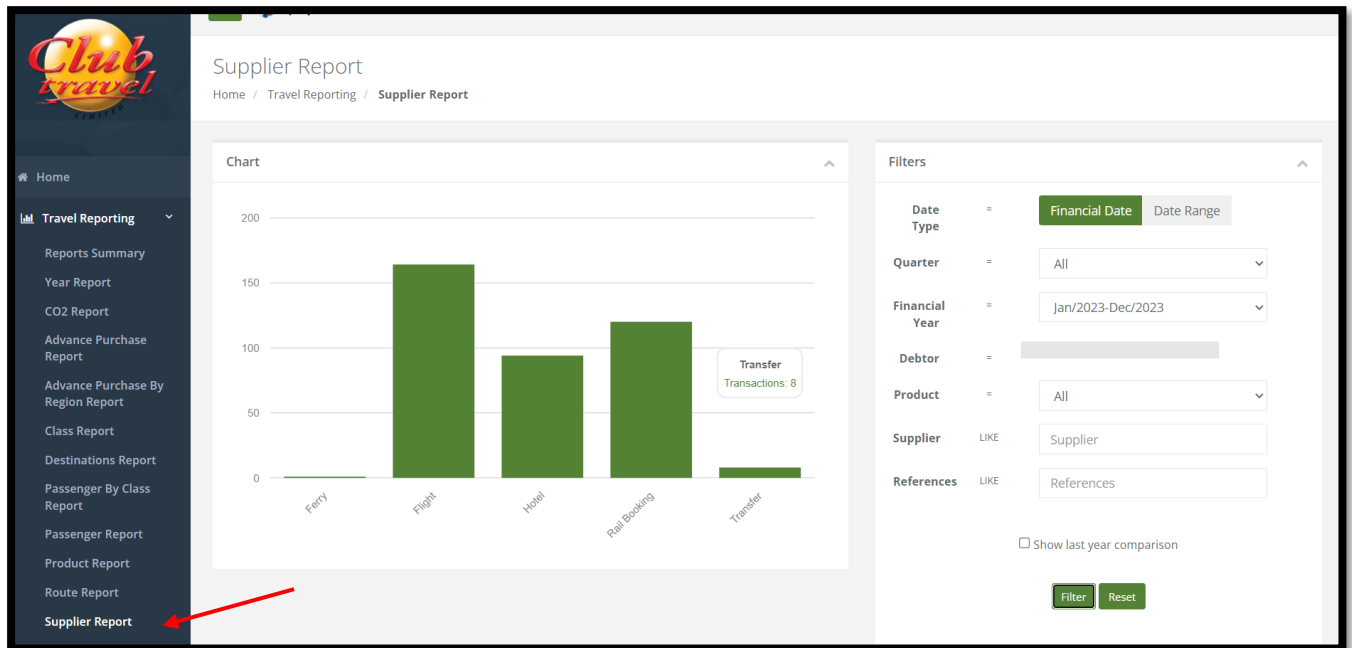 Club
travel
LIMITED
Home
Travel Reporting
Reports Summary
Year Report
CO2 Report
Advance Purchase
Report
Advance Purchase By
Region Report
Class Report
Destinations Report
Passenger By Class
Report
Passenger Report
Product Report
Route Report
Supplier Report
Supplier Report
Home / Travel Reporting / Supplier Report
Chart
200
150
100
50
0
Transfer
Transactions: 8
Ferry
Flight
Hotel
Rail Booking
Transfer
Filters
Date
Type
=
Financial Date
Date Range
Quarter = All
Financial
Year
=
Jan/2023-Dec/2023
Debtor =
Product = All
Supplier LIKE Supplier
References LIKE References
Show last year comparison
Filter Reset